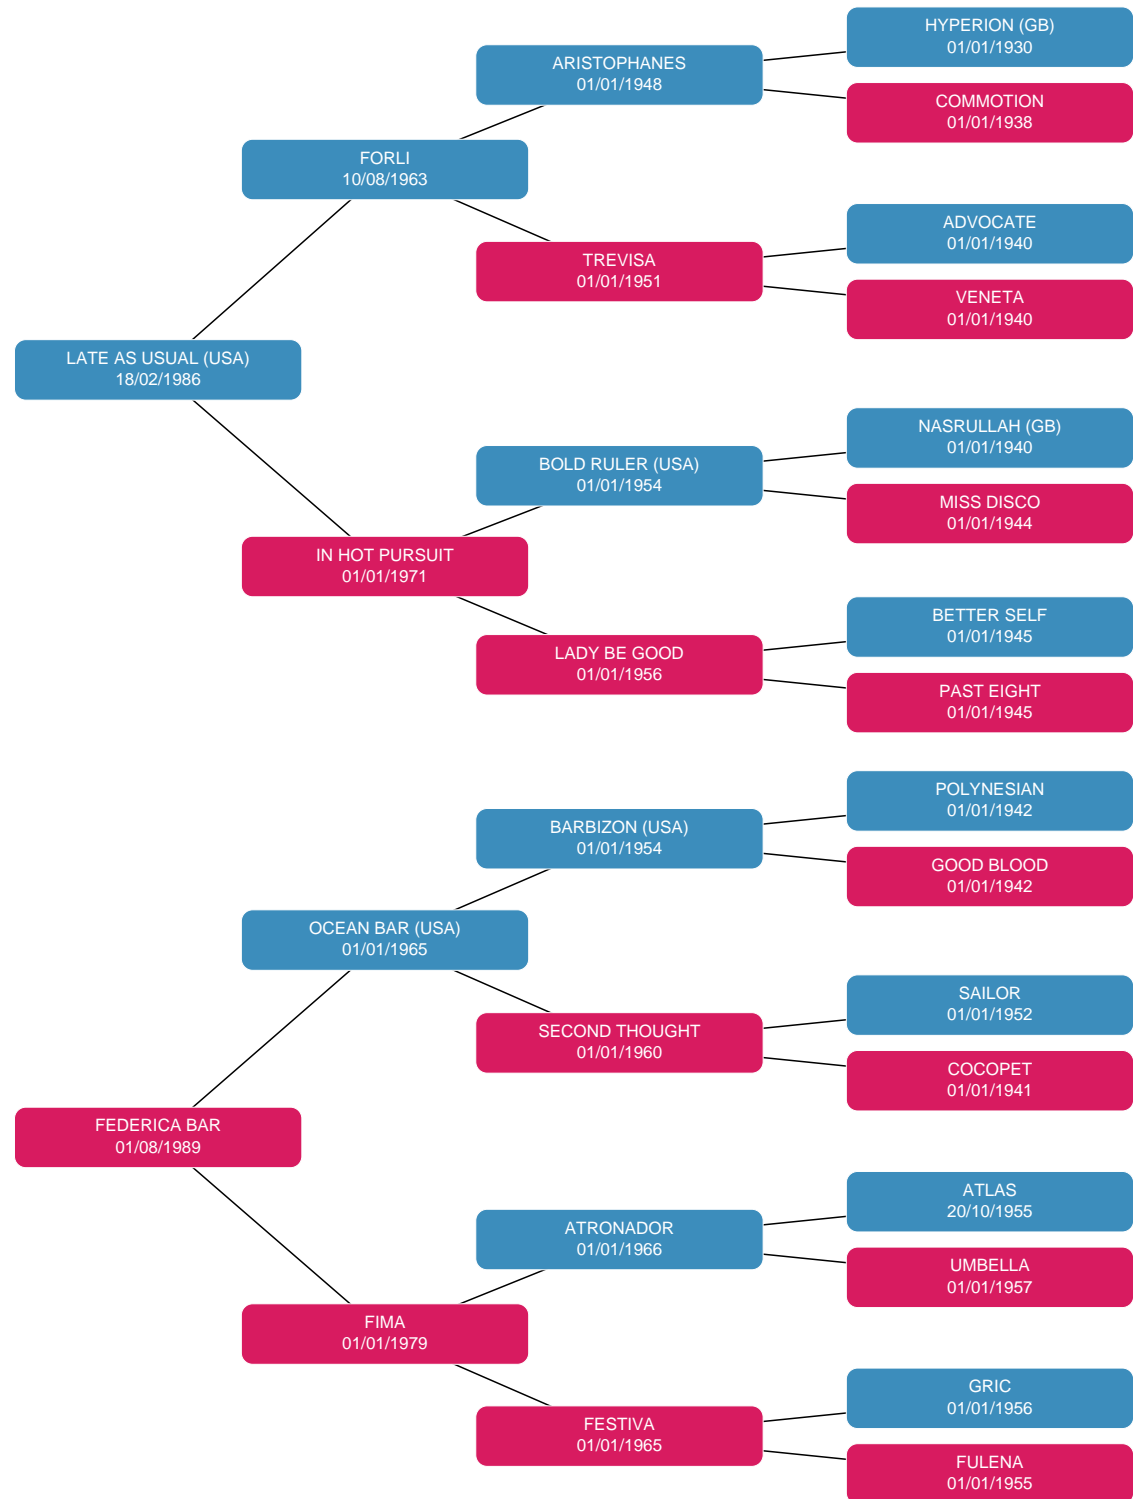 HYPERION (GB)
01/01/1930
ARISTOPHANES
01/01/1948
COMMOTION
01/01/1938
FORLI
10/08/1963
ADVOCATE
01/01/1940
TREVISA
01/01/1951
VENETA
01/01/1940
LATE AS USUAL (USA)
18/02/1986
NASRULLAH (GB)
01/01/1940
BOLD RULER (USA)
01/01/1954
MISS DISCO
01/01/1944
IN HOT PURSUIT
01/01/1971
BETTER SELF
01/01/1945
LADY BE GOOD
01/01/1956
PAST EIGHT
01/01/1945
POLYNESIAN
01/01/1942
BARBIZON (USA)
01/01/1954
GOOD BLOOD
01/01/1942
OCEAN BAR (USA)
01/01/1965
SAILOR
01/01/1952
SECOND THOUGHT
01/01/1960
COCOPET
01/01/1941
FEDERICA BAR
01/08/1989
ATLAS
20/10/1955
ATRONADOR
01/01/1966
UMBELLA
01/01/1957
FIMA
01/01/1979
GRIC
01/01/1956
FESTIVA
01/01/1965
FULENA
01/01/1955